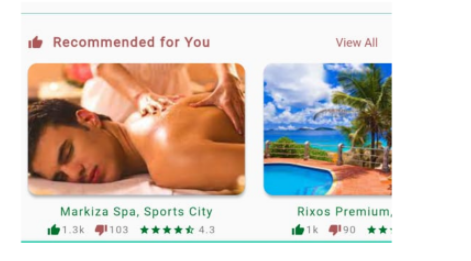 Recommended for You
View All
Markiza Spa, Sports City
Rixos Premium,
1.3k 103 4.3
1k 90